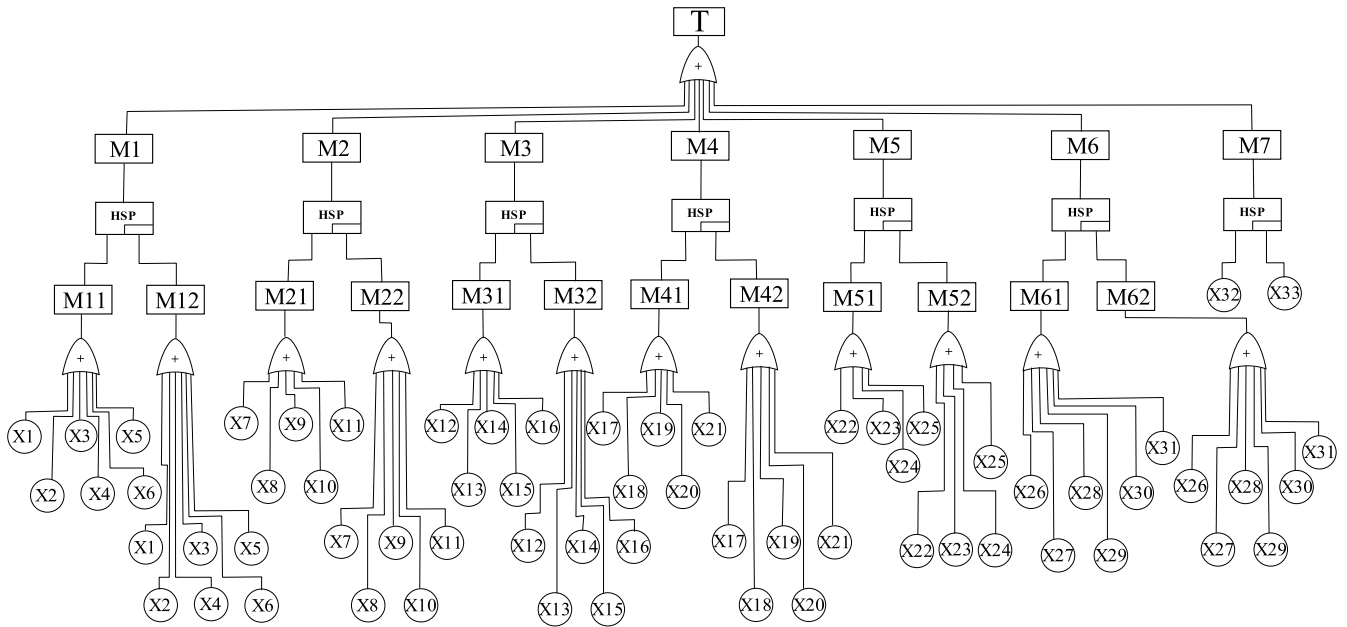 T
+
M1 M2 M3 M4 M5 M6 M7
HSP HSP HSP HSP HSP HSP HSP
M11 M12 M21 M22 M31 M32 M41 M42 M51 M52 M61 M62 X32 X33
+ + + + + + + + + + + +
X1 X3 X5 X7 X9 X11 X12 X14 X16 X17 X19 X21 X22 X23 X25 X31 X31
X2 X4 X6 X8 X10 X13 X15 X18 X20 X24 X25 X26 X28 X30 X26 X28 X30
X1 X3 X5 X7 X9 X11 X12 X14 X16 X17 X19 X21 X22 X23 X24 X27 X29 X27 X29
X2 X4 X6 X8 X10 X13 X15 X18 X20